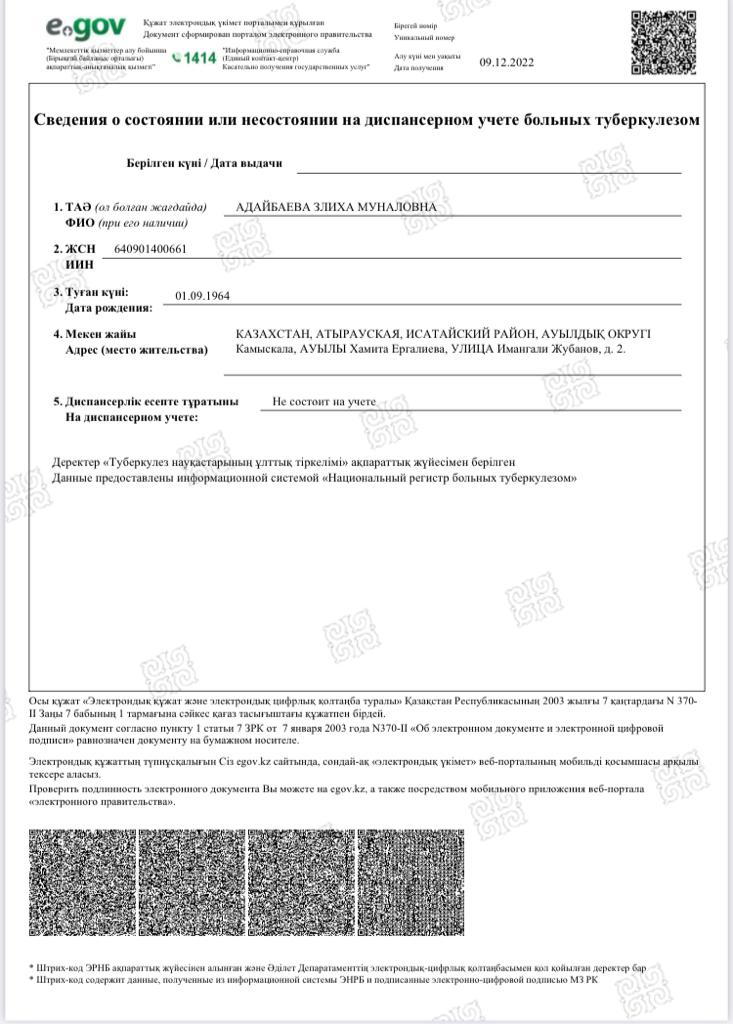 eGOV
Құжат электрондық үкімет порталымен құрылған
Документ сформирован порталом электронного правительства
"Мемлекеттік қызметтер алу бойынша
(Бірыңғай байланыс орталығы)
ақпараттық-анықтамалық қызметі"
1414
"Информационно-справочная служба
(Единый контакт-центр)
Касательно получения государственных услуг"
Бірегей нөмір
Уникальный номер
Алу күні мен уақыты
Дата получения
09.12.2022
Сведения о состоянии или несостоянии на диспансерном учете больных туберкулезом
Берілген күні / Дата выдачи
1. ТАӘ (ол болған жағдайда) АДАЙБАЕВА ЗЛИХА МУНАЛОВНА
ФИО (при его наличии)
2. ЖСН 640901400661
ИИН
3. Туған күні: 01.09.1964
Дата рождения:
4. Мекен жайы КАЗАХСТАН, АТЫРАУСКАЯ, ИСАТАЙСКИЙ РАЙОН, АУЫЛДЫҚ ОКРУГІ
Адрес (место жительства) Камыскала, АУЫЛЫ Хамита Ергалиева, УЛИЦА Имангали Жубанов, д. 2.
5. Диспансерлік есепте тұратыны Не состоит на учете
На диспансерном учете:
Деректер «Туберкулез науқастарының ұлттық тіркелімі» ақпараттық жүйесімен берілген
Данные предоставлены информационной системой «Национальный регистр больных туберкулезом»
Осы құжат «Электрондық құжат және электрондық цифрлық қолтаңба туралы» Қазақстан Республикасының 2003 жылғы 7 қаңтардағы N 370-
II Заңы 7 бабының 1 тармағына сәйкес қағаз тасығыштағы құжатпен бірдей.
Данный документ согласно пункту 1 статьи 7 ЗРК от 7 января 2003 года N370-II «Об электронном документе и электронной цифровой
подписи» равнозначен документу на бумажном носителе.
Электрондық құжаттың түпнұсқалығын Сіз egov.kz сайтында, сондай-ақ «электрондық үкімет» веб-порталының мобильді қосымшасы арқылы
тексере аласыз.
Проверить подлинность электронного документа Вы можете на egov.kz, а также посредством мобильного приложения веб-портала
«электронного правительства».
* Штрих-код ЭРНБ ақпараттық жүйесінен алынған және Әділет Департаментінің электрондық-цифрлық қолтаңбасымен қол қойылған деректер бар
* Штрих-код содержит данные, полученные из информационной системы ЭНРБ и подписанные электронно-цифровой подписью МЗ РК